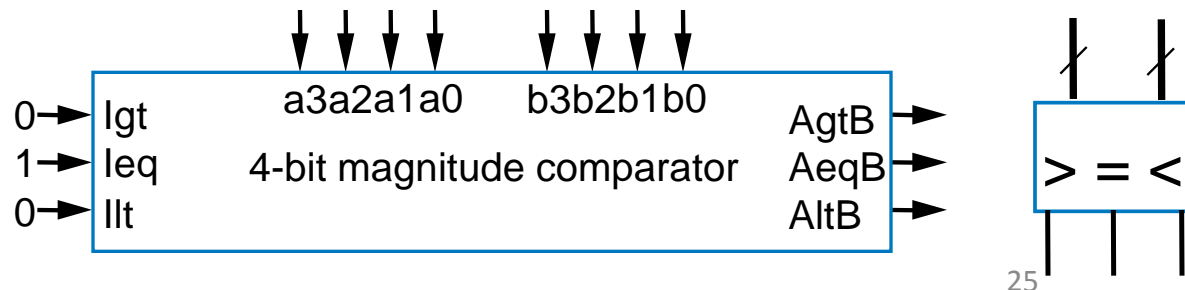 a3a2a1a0 b3b2b1b0
0 Igt AgtB
1 Ieq 4-bit magnitude comparator AeqB > = <
0 Ilt AltB
25